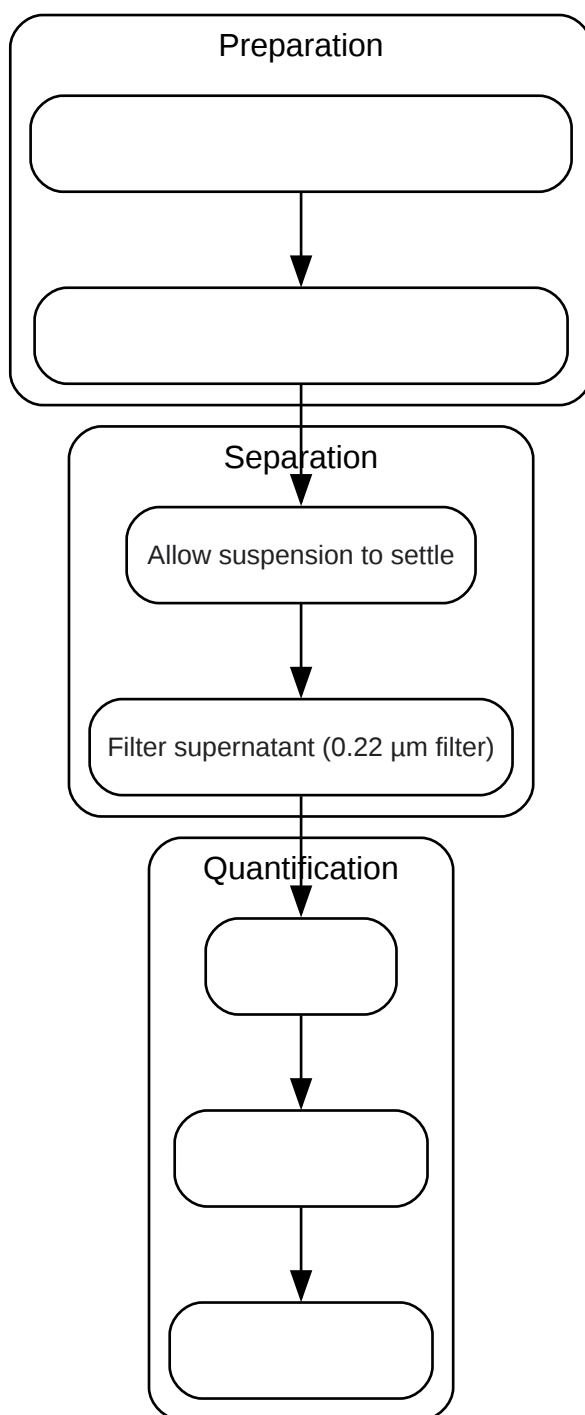 Preparation
Separation
Allow suspension to settle
Filter supernatant (0.22 µm filter)
Quantification